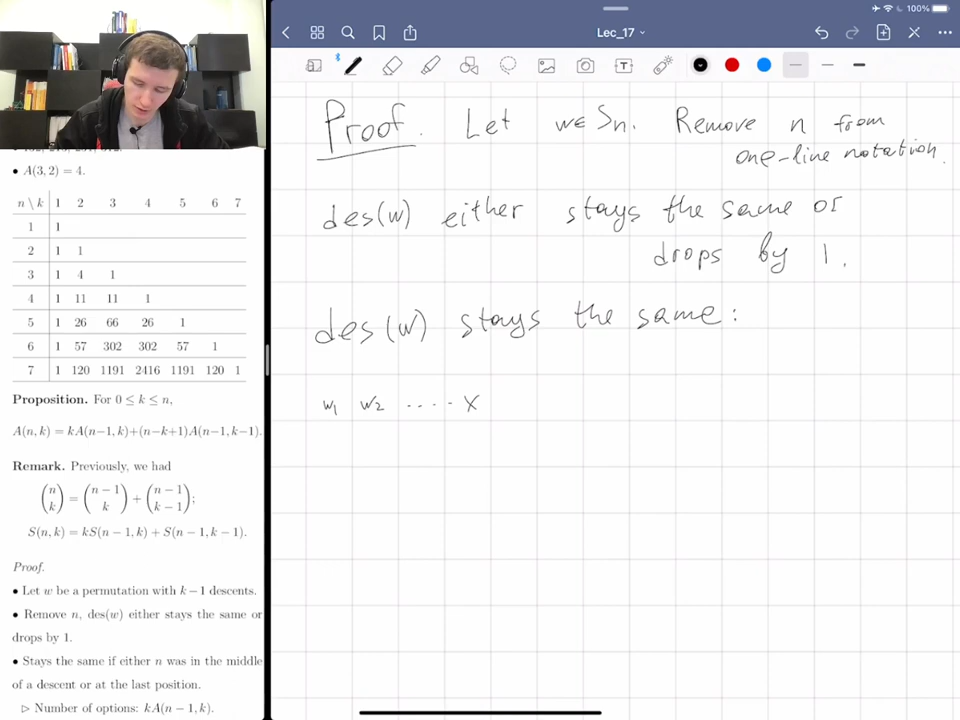 100%
Lec_17
• A(3, 2) = 4.
n \ k 1 2 3 4 5 6 7
1 1
2 1 1
3 1 4 1
4 1 11 11 1
5 1 26 66 26 1
6 1 57 302 302 57 1
7 1 120 1191 2416 1191 120 1
Proposition. For 0 ≤ k ≤ n,
A(n, k) = kA(n−1, k)+(n−k+1)A(n−1, k−1).
Remark. Previously, we had
(n k) = (n − 1 k) + (n − 1 k − 1);
S(n, k) = kS(n − 1, k) + S(n − 1, k − 1).
Proof.
• Let w be a permutation with k − 1 descents.
• Remove n, des(w) either stays the same or
drops by 1.
• Stays the same if either n was in the middle
of a descent or at the last position.
▷ Number of options: kA(n − 1, k).
Proof. Let w∈Sn. Remove n from
one-line notation.
des(w) either stays the same or
drops by 1.
des(w) stays the same:
w1 w2 .... x